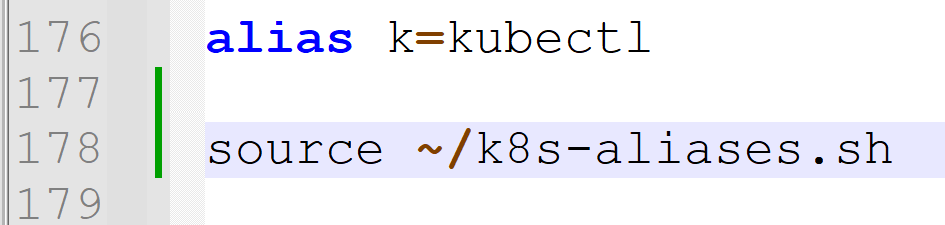 176 alias k=kubectl
177
178 source ~/k8s-aliases.sh
179